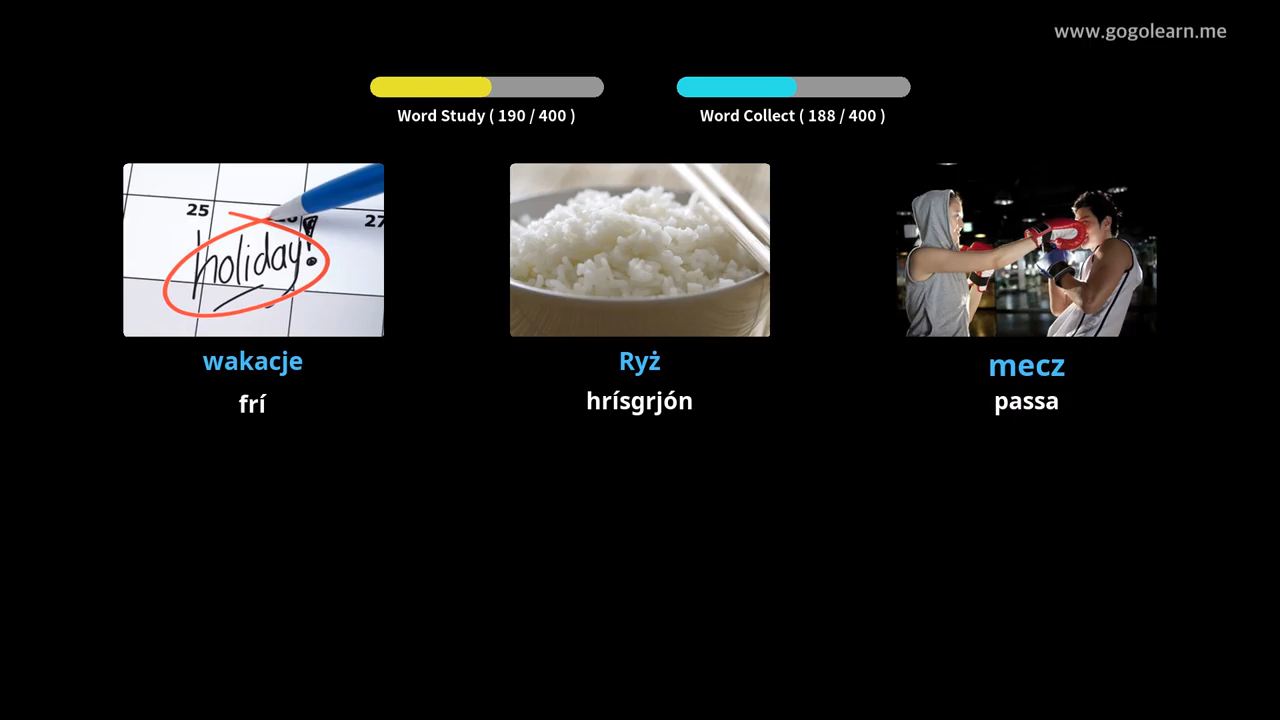 www.gogolearn.me
Word Study ( 190 / 400 )
Word Collect ( 188 / 400 )
25
27
holiday!
wakacje
Ryż
mecz
frí
hrísgrjón
passa